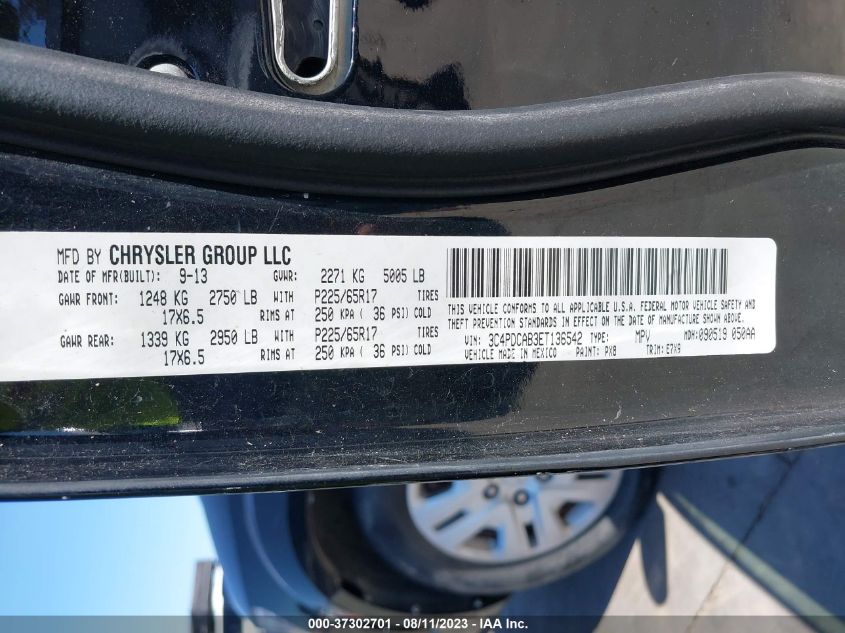 MFD BY CHRYSLER GROUP LLC
DATE OF MFR(BUILT): 9-13 GVWR: 2271 KG 5005 LB
GAWR FRONT: 1248 KG 2750 LB WITH P225/65R17 TIRES
17X6.5 RIMS AT 250 KPA ( 36 PSI) COLD
GAWR REAR: 1339 KG 2950 LB WITH P225/65R17 TIRES
17X6.5 RIMS AT 250 KPA ( 36 PSI) COLD
THIS VEHICLE CONFORMS TO ALL APPLICABLE U.S.A. FEDERAL MOTOR VEHICLE SAFETY AND
THEFT PREVENTION STANDARDS IN EFFECT ON THE DATE OF MANUFACTURE SHOWN ABOVE.
VIN: 3C4PDCAB3ET136542 TYPE: MPV MDH:090519 050AA
VEHICLE MADE IN MEXICO PAINT: PX8 TRIM: E7X9
000-37302701 - 08/11/2023 - IAA Inc.